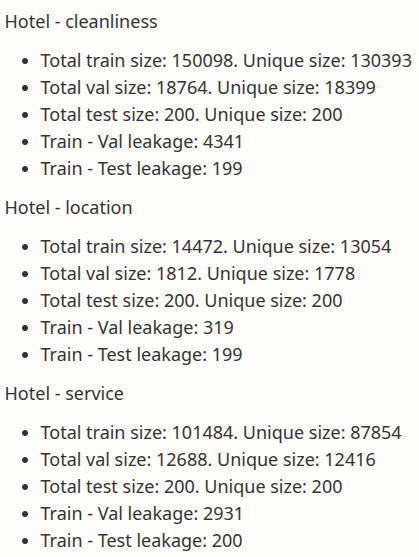 Hotel - cleanliness
• Total train size: 150098. Unique size: 130393
• Total val size: 18764. Unique size: 18399
• Total test size: 200. Unique size: 200
• Train - Val leakage: 4341
• Train - Test leakage: 199
Hotel - location
• Total train size: 14472. Unique size: 13054
• Total val size: 1812. Unique size: 1778
• Total test size: 200. Unique size: 200
• Train - Val leakage: 319
• Train - Test leakage: 199
Hotel - service
• Total train size: 101484. Unique size: 87854
• Total val size: 12688. Unique size: 12416
• Total test size: 200. Unique size: 200
• Train - Val leakage: 2931
• Train - Test leakage: 200